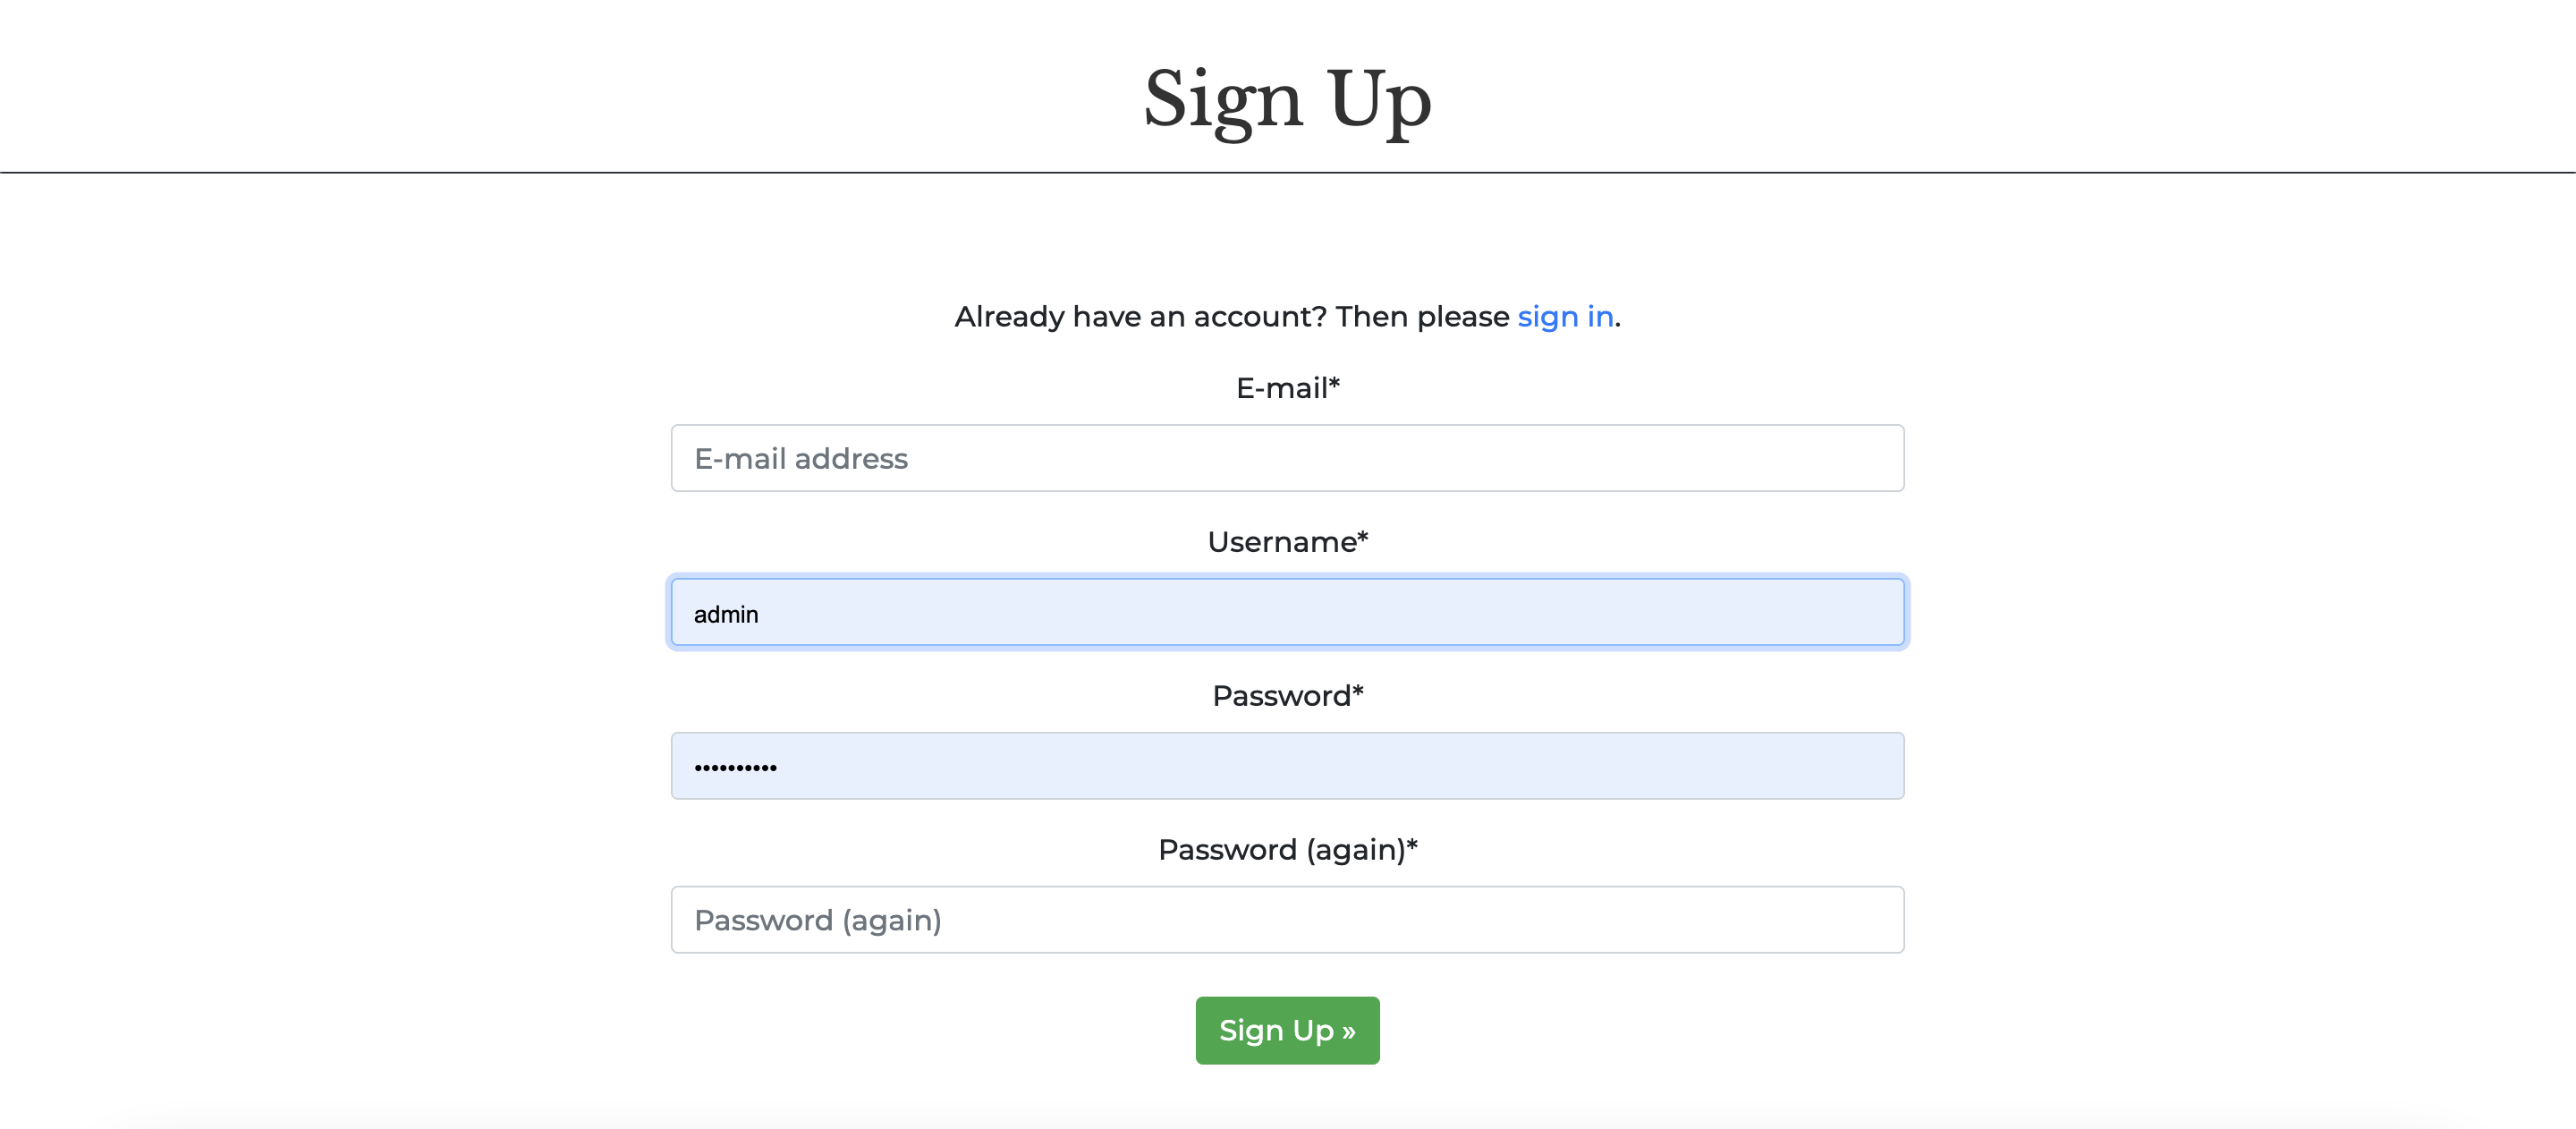 Sign Up
Already have an account? Then please sign in.
E-mail*
E-mail address
Username*
admin
Password*
••••••••••
Password (again)*
Password (again)
Sign Up »